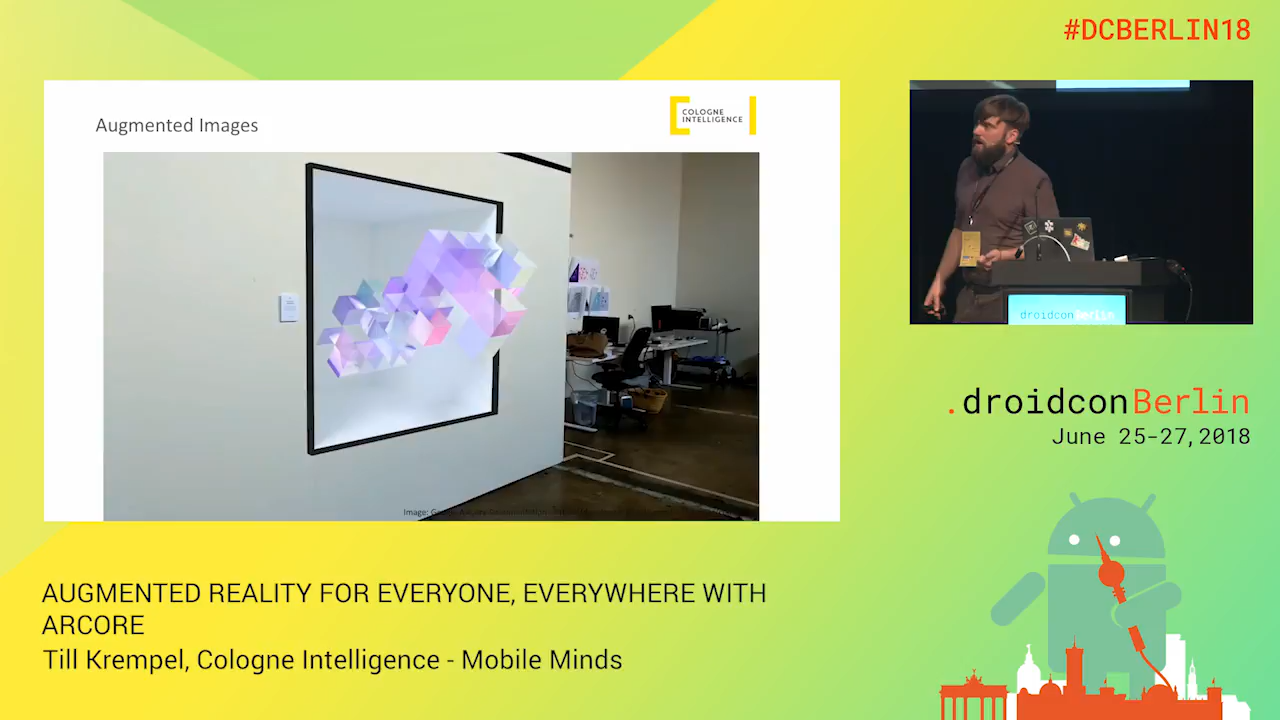 #DCBERLIN18
Augmented Images
COLOGNE
INTELLIGENCE
Image:
droidcon Berlin
.droidconBerlin
June 25-27, 2018
AUGMENTED REALITY FOR EVERYONE, EVERYWHERE WITH
ARCORE
Till Krempel, Cologne Intelligence - Mobile Minds